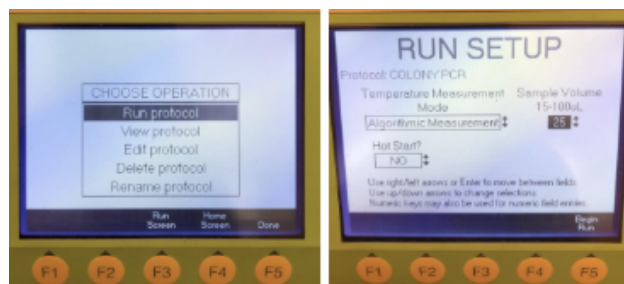 CHOOSE OPERATION
Run protocol
View protocol
Edit protocol
Delete protocol
Rename protocol
Run Screen
Home Screen
Done
F1 F2 F3 F4 F5
RUN SETUP
Protocol: COLONY PCR
Temperature Measurement Mode
Algorithmic Measurement
Sample Volume
15-100uL
25
Hot Start?
NO
Use right/left arrows or Enter to move between fields
Use up/down arrows to change selections
Numeric keys may also be used for numeric field entries
Begin Run
F1 F2 F3 F4 F5